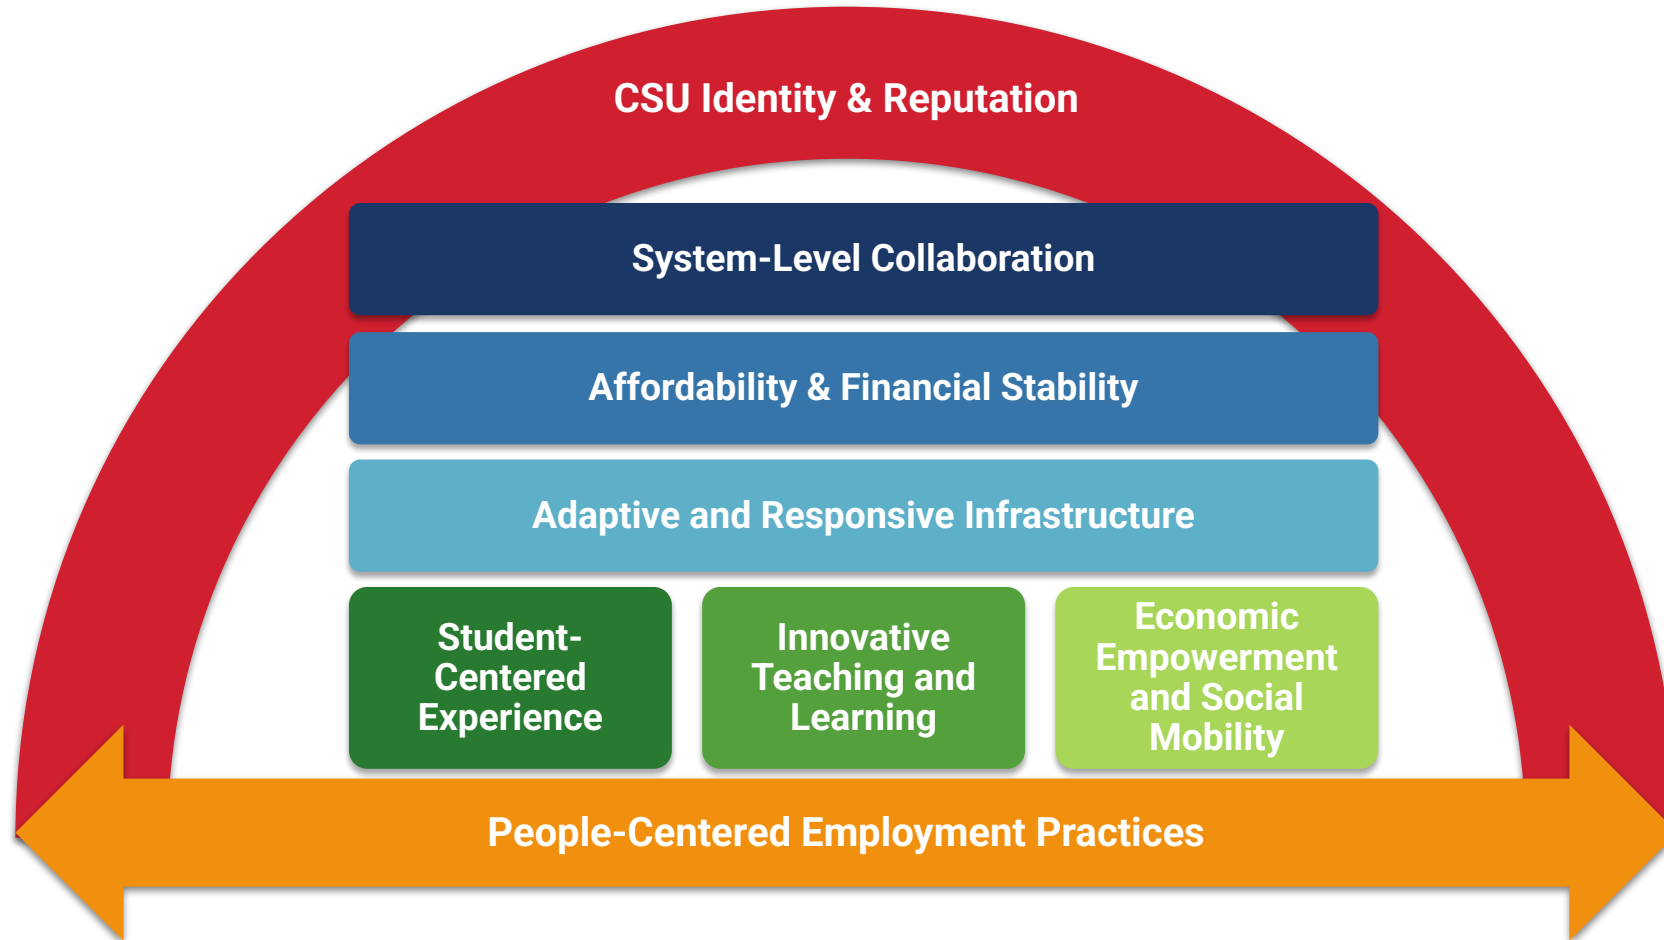 CSU Identity & Reputation
System-Level Collaboration
Affordability & Financial Stability
Adaptive and Responsive Infrastructure
Student-
Centered
Experience
Innovative
Teaching and
Learning
Economic
Empowerment
and Social
Mobility
People-Centered Employment Practices